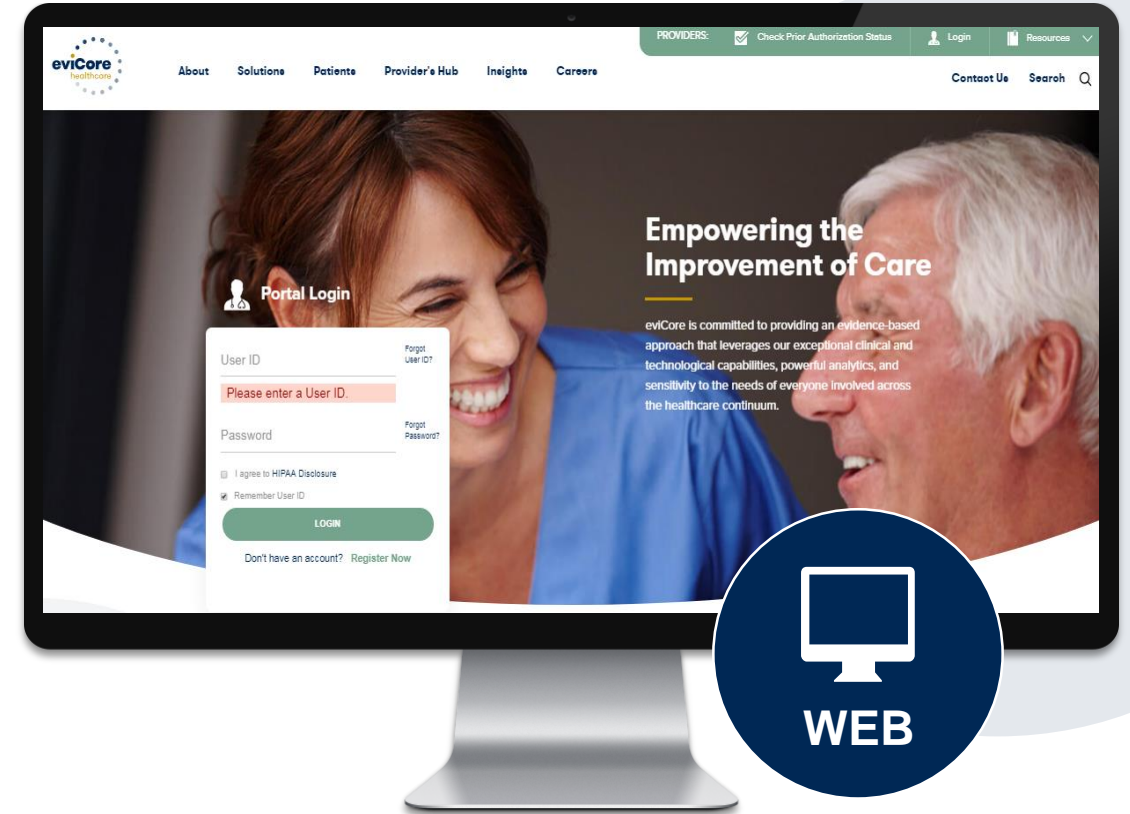 eviCore
healthcare
PROVIDERS: Check Prior Authorization Status Login Resources
About Solutions Patients Provider's Hub Insights Careers
Contact Us Search
Empowering the
Improvement of Care
eviCore is committed to providing an evidence-based
approach that leverages our exceptional clinical and
technological capabilities, powerful analytics, and
sensitivity to the needs of everyone involved across
the healthcare continuum.
Portal Login
User ID
Forgot
User ID?
Please enter a User ID.
Password
Forgot
Password?
I agree to HIPAA Disclosure
Remember User ID
LOGIN
Don't have an account? Register Now
WEB